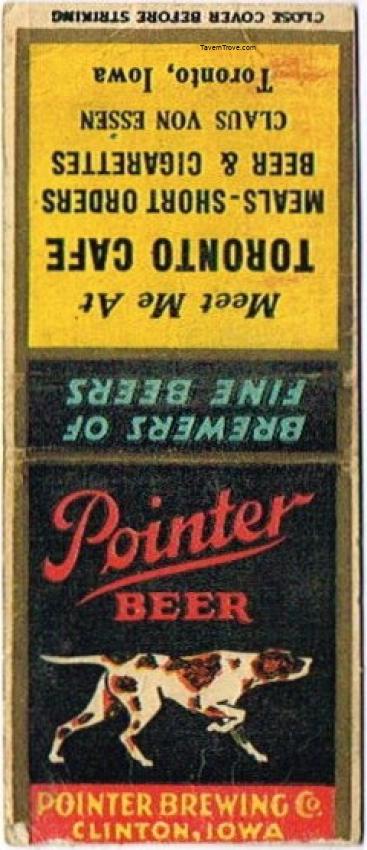 CLOSE COVER BEFORE STRIKING
TavernTrove.com
Meet Me At
TORONTO CAFE
MEALS-SHORT ORDERS
BEER & CIGARETTES
CLAUS VON ESSEN
Toronto, Iowa
BREWERS OF
FINE BEERS
Pointer
BEER
POINTER BREWING CO.
CLINTON, IOWA